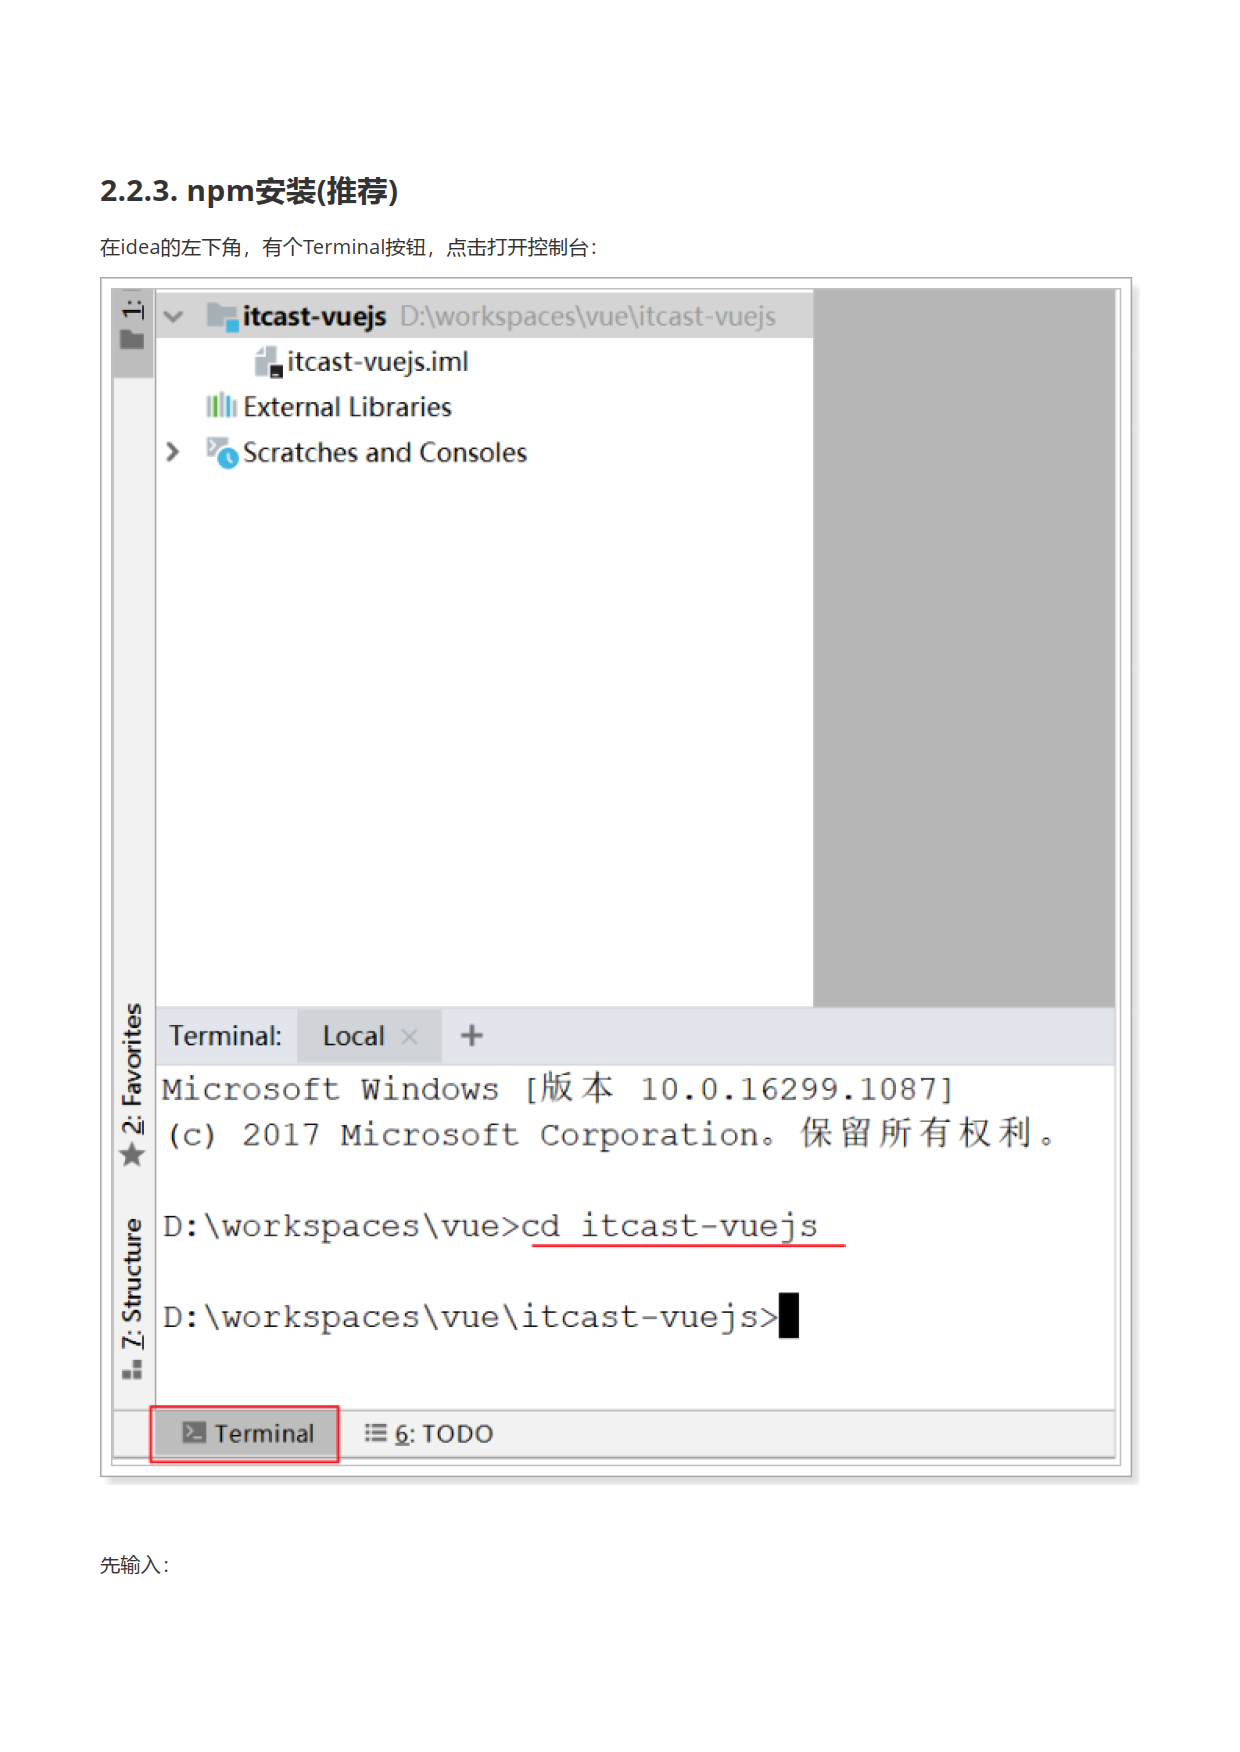 2.2.3. npm安装(推荐)
在idea的左下角，有个Terminal按钮，点击打开控制台：
1:
itcast-vuejs D:\workspaces\vue\itcast-vuejs
itcast-vuejs.iml
External Libraries
Scratches and Consoles
2: Favorites
7: Structure
Terminal: Local
Microsoft Windows [版本 10.0.16299.1087]
(c) 2017 Microsoft Corporation。保留所有权利。
D:\workspaces\vue>cd itcast-vuejs
D:\workspaces\vue\itcast-vuejs>
Terminal 6: TODO
先输入：